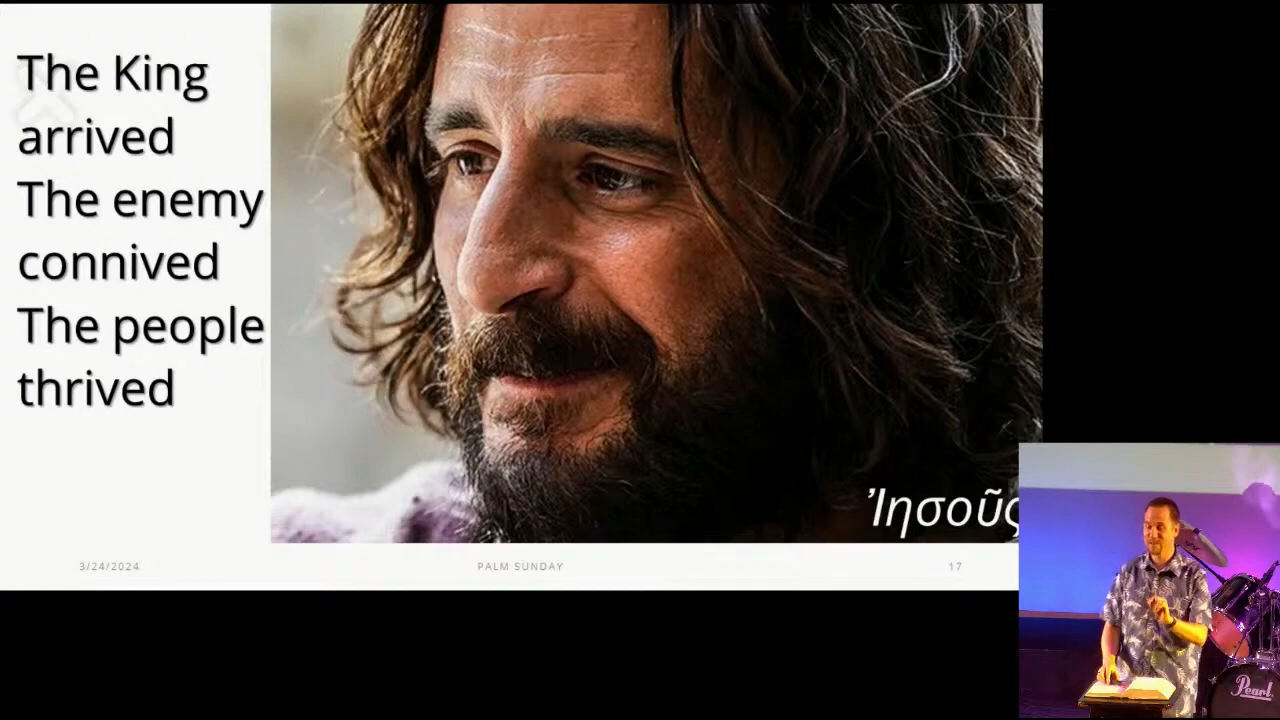 The King
arrived
The enemy
connived
The people
thrived
Ἰησοῦς
3/24/2024
PALM SUNDAY
17
Pearl